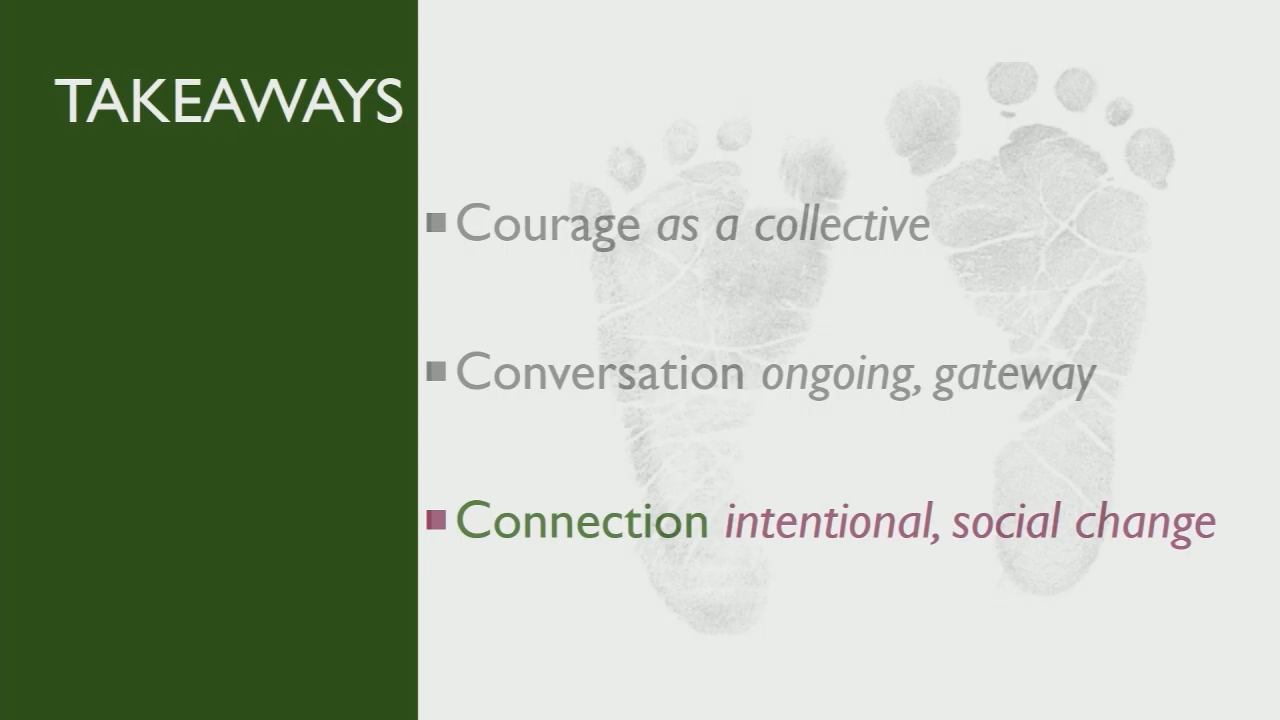 TAKEAWAYS
Courage as a collective
Conversation ongoing, gateway
Connection intentional, social change